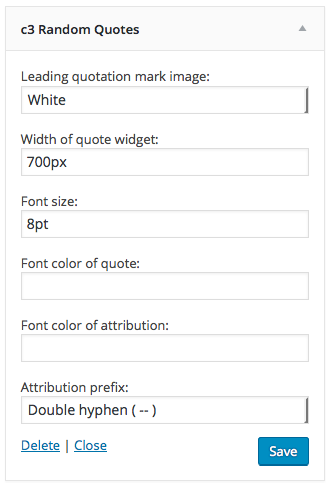 c3 Random Quotes
Leading quotation mark image:
White
Width of quote widget:
700px
Font size:
8pt
Font color of quote:
Font color of attribution:
Attribution prefix:
Double hyphen ( -- )
Delete | Close Save